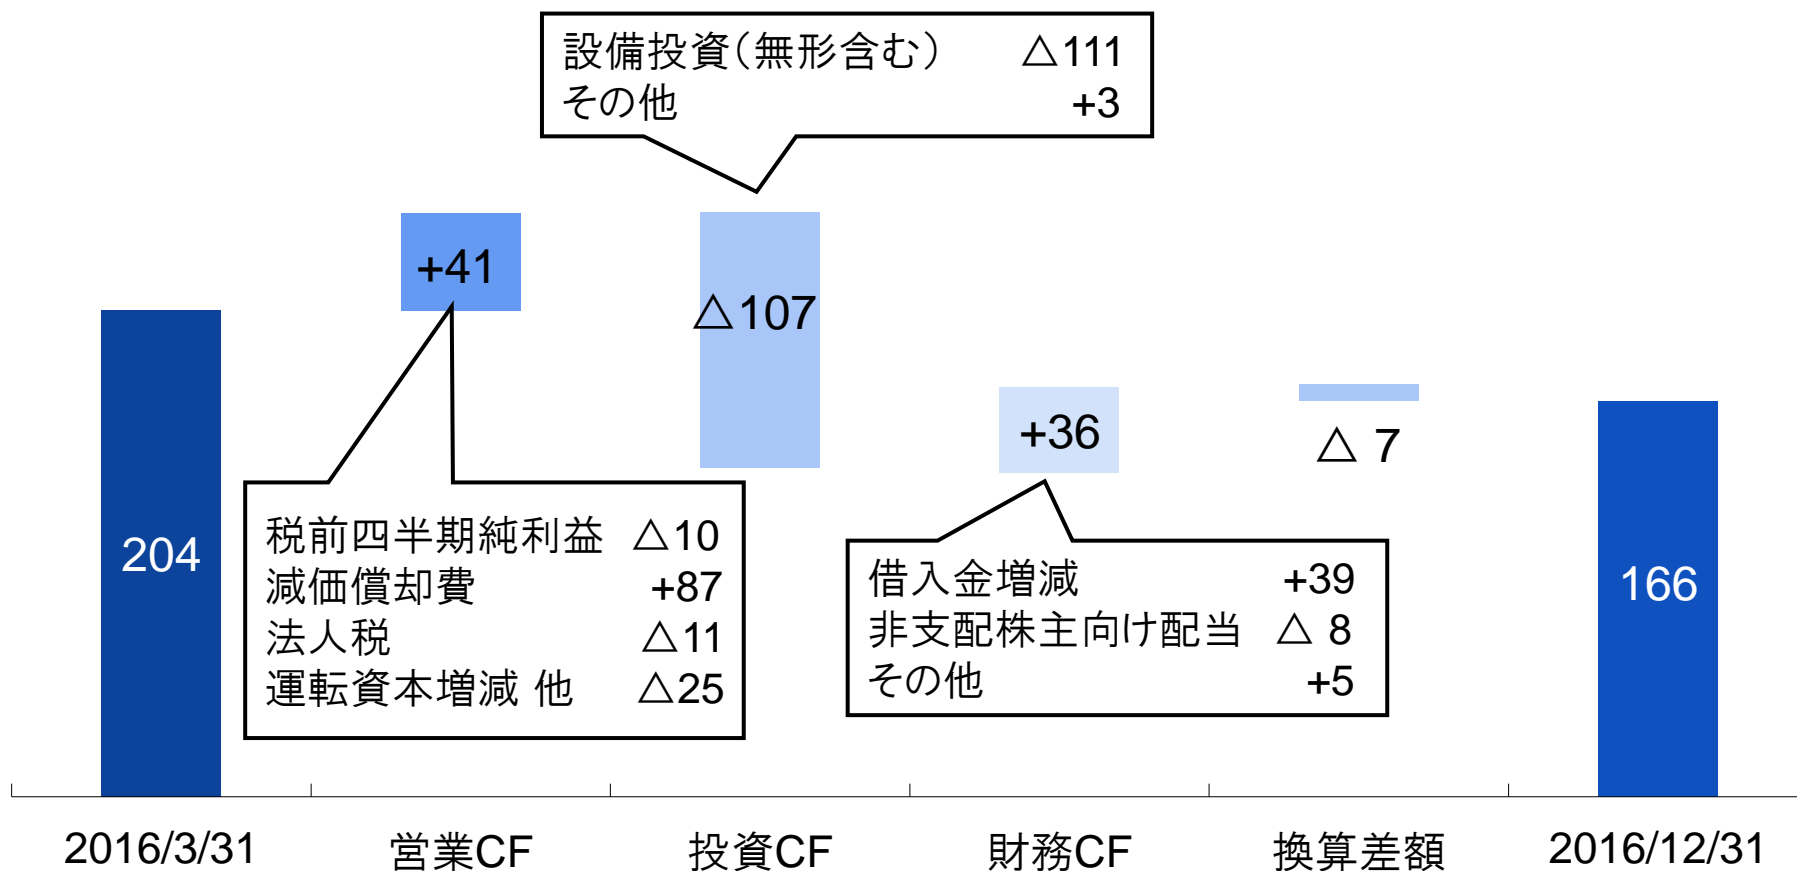 設備投資(無形含む) △111
その他 +3
+41
△107
+36
△ 7
204
166
税前四半期純利益 △10
減価償却費 +87
法人税 △11
運転資本増減 他 △25
借入金増減 +39
非支配株主向け配当 △ 8
その他 +5
2016/3/31 営業CF 投資CF 財務CF 換算差額 2016/12/31